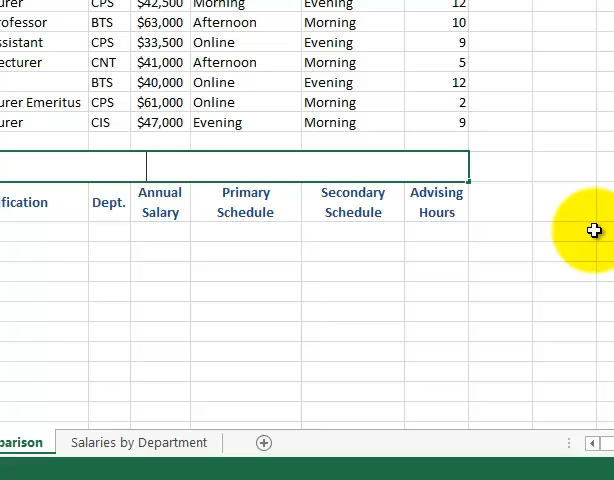 urer CPS $42,500 Morning Evening 12
rofessor BTS $63,000 Afternoon Morning 10
ssistant CPS $33,500 Online Evening 9
ecturer CNT $41,000 Afternoon Morning 5
BTS $40,000 Online Evening 12
urer Emeritus CPS $61,000 Online Morning 2
urer CIS $47,000 Evening Morning 9
ification Dept. Annual Salary Primary Schedule Secondary Schedule Advising Hours
parison Salaries by Department